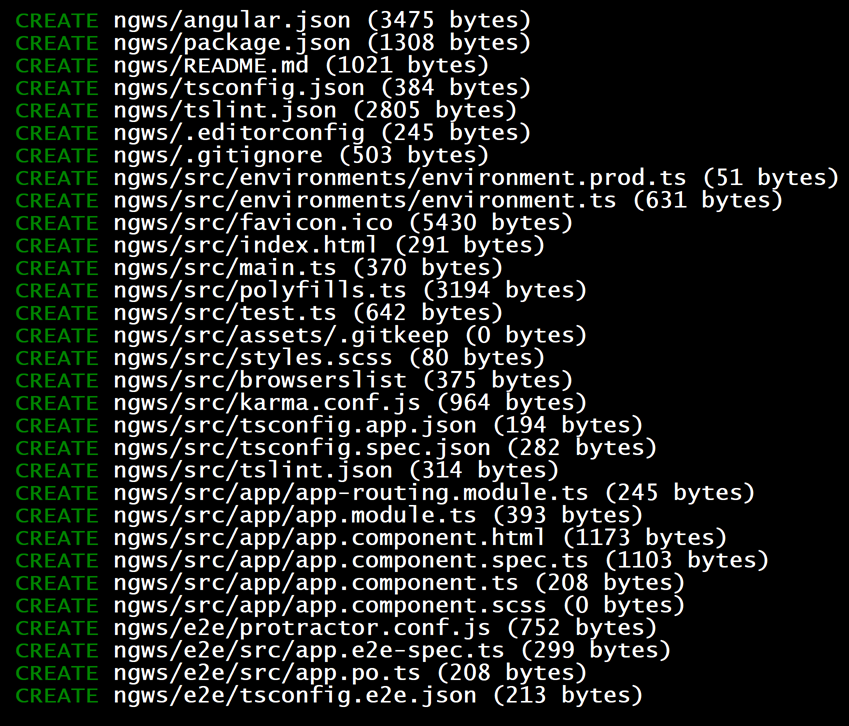 CREATE ngws/angular.json (3475 bytes)
CREATE ngws/package.json (1308 bytes)
CREATE ngws/README.md (1021 bytes)
CREATE ngws/tsconfig.json (384 bytes)
CREATE ngws/tslint.json (2805 bytes)
CREATE ngws/.editorconfig (245 bytes)
CREATE ngws/.gitignore (503 bytes)
CREATE ngws/src/environments/environment.prod.ts (51 bytes)
CREATE ngws/src/environments/environment.ts (631 bytes)
CREATE ngws/src/favicon.ico (5430 bytes)
CREATE ngws/src/index.html (291 bytes)
CREATE ngws/src/main.ts (370 bytes)
CREATE ngws/src/polyfills.ts (3194 bytes)
CREATE ngws/src/test.ts (642 bytes)
CREATE ngws/src/assets/.gitkeep (0 bytes)
CREATE ngws/src/styles.scss (80 bytes)
CREATE ngws/src/browserslist (375 bytes)
CREATE ngws/src/karma.conf.js (964 bytes)
CREATE ngws/src/tsconfig.app.json (194 bytes)
CREATE ngws/src/tsconfig.spec.json (282 bytes)
CREATE ngws/src/tslint.json (314 bytes)
CREATE ngws/src/app/app-routing.module.ts (245 bytes)
CREATE ngws/src/app/app.module.ts (393 bytes)
CREATE ngws/src/app/app.component.html (1173 bytes)
CREATE ngws/src/app/app.component.spec.ts (1103 bytes)
CREATE ngws/src/app/app.component.ts (208 bytes)
CREATE ngws/src/app/app.component.scss (0 bytes)
CREATE ngws/e2e/protractor.conf.js (752 bytes)
CREATE ngws/e2e/src/app.e2e-spec.ts (299 bytes)
CREATE ngws/e2e/src/app.po.ts (208 bytes)
CREATE ngws/e2e/tsconfig.e2e.json (213 bytes)